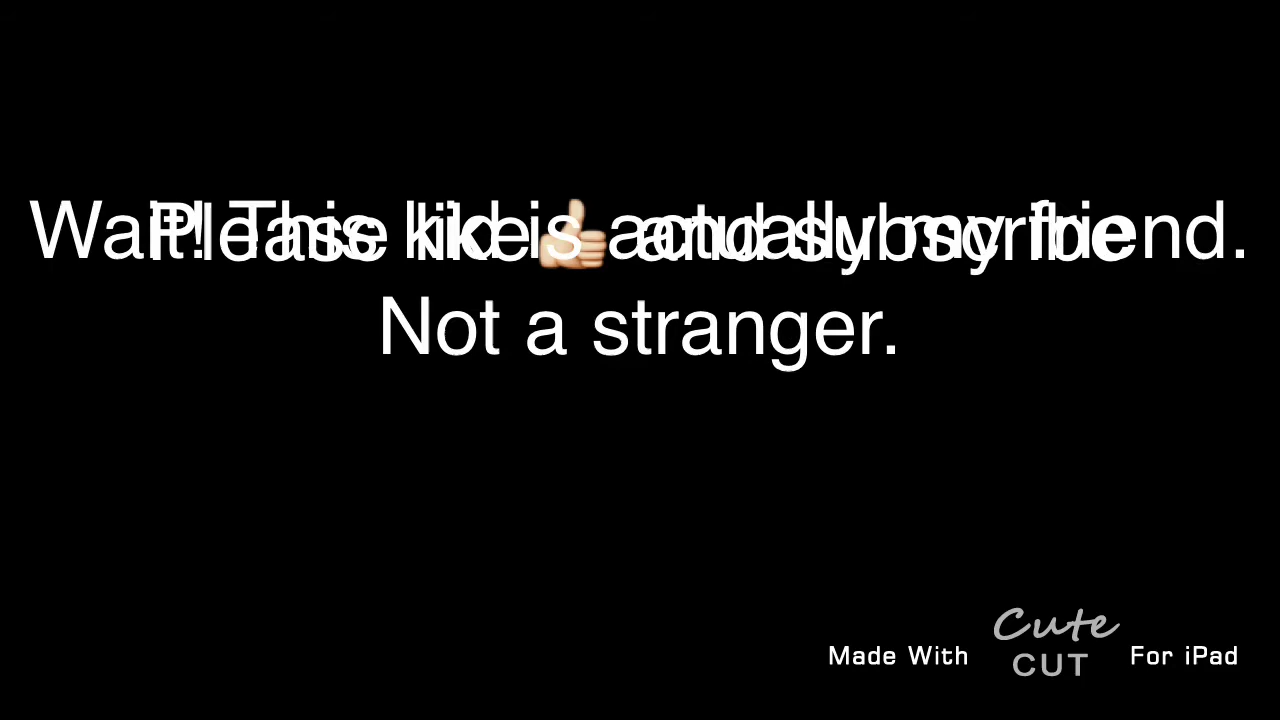 Wait! This kid is actually my friend.
Not a stranger.
Please like👍🏻 and subscribe
Made With Cute CUT For iPad